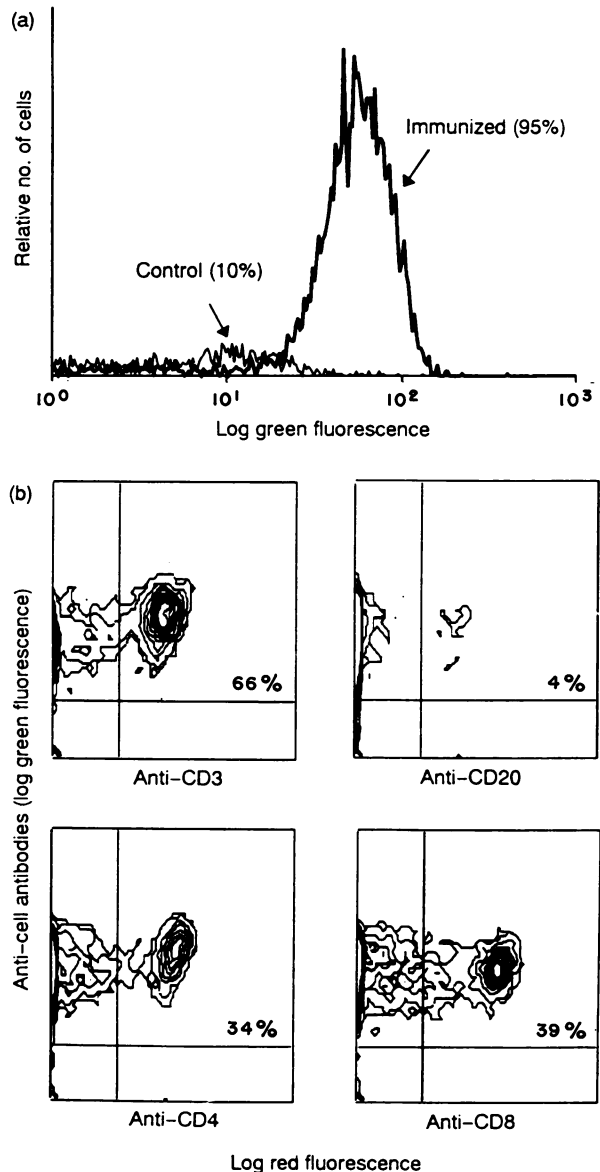 (a)
Relative no. of cells
Immunized (95%)
Control (10%)
10⁰
10¹
10²
10³
Log green fluorescence
(b)
Anti-cell antibodies (log green fluorescence)
66%
Anti-CD3
4%
Anti-CD20
34%
Anti-CD4
39%
Anti-CD8
Log red fluorescence